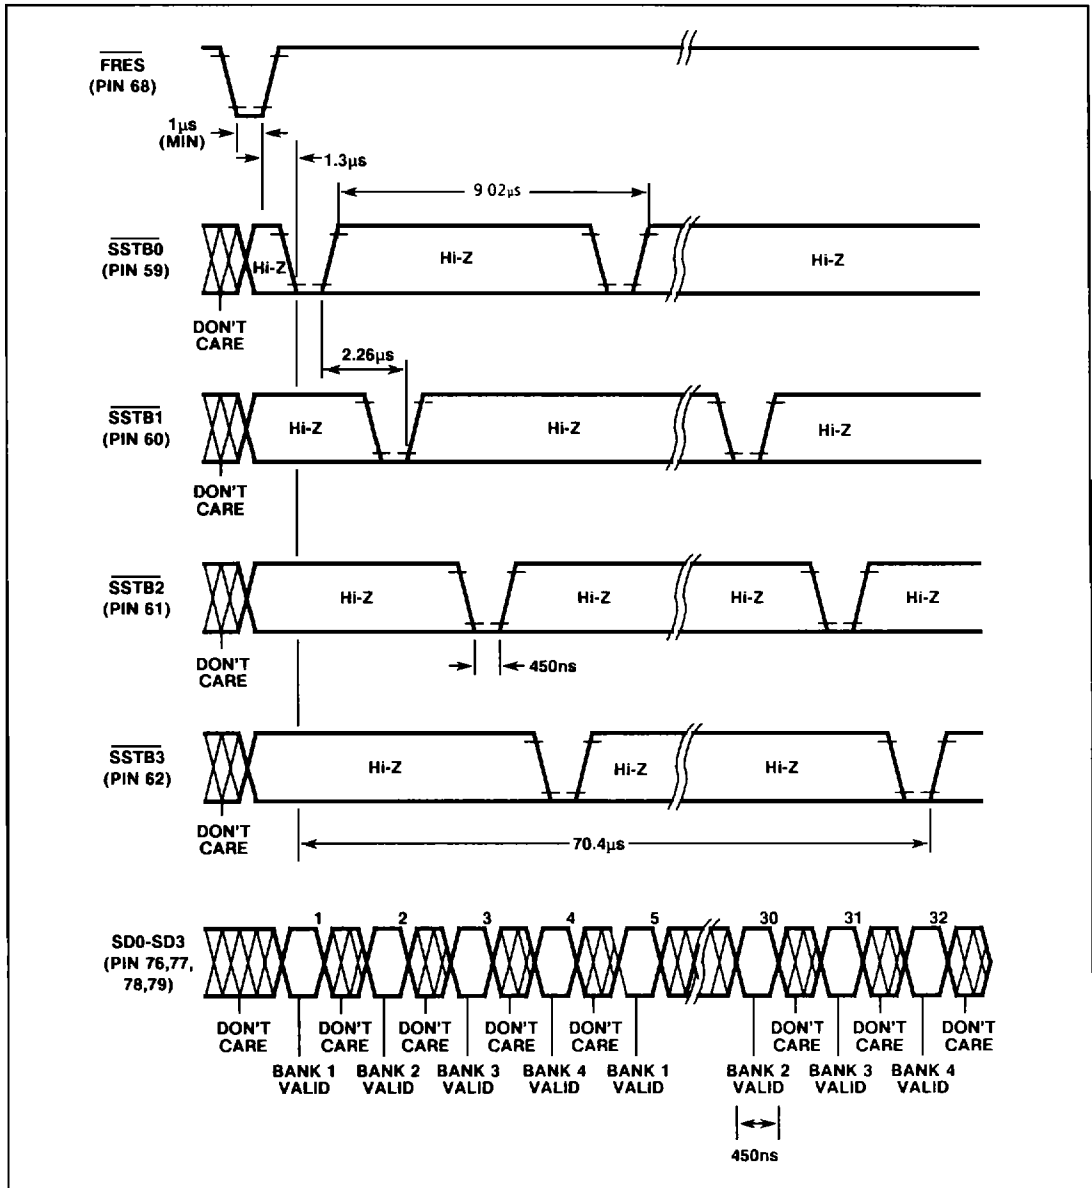 FRES
(PIN 68)
1µs
(MIN)
1.3µs
9 02µs
SSTB0
(PIN 59)
Hi-Z
Hi-Z
Hi-Z
DON'T
CARE
2.26µs
SSTB1
(PIN 60)
Hi-Z
Hi-Z
Hi-Z
DON'T
CARE
SSTB2
(PIN 61)
Hi-Z
Hi-Z
Hi-Z
Hi-Z
DON'T
CARE
450ns
SSTB3
(PIN 62)
Hi-Z
Hi-Z
Hi-Z
DON'T
CARE
70.4µs
1 2 3 4 5 30 31 32
SD0-SD3
(PIN 76,77,
78,79)
DON'T CARE
DON'T CARE
DON'T CARE
DON'T CARE
DON'T CARE
DON'T CARE
DON'T CARE
DON'T CARE
BANK 1 VALID
BANK 2 VALID
BANK 3 VALID
BANK 4 VALID
BANK 1 VALID
BANK 2 VALID
BANK 3 VALID
BANK 4 VALID
450ns